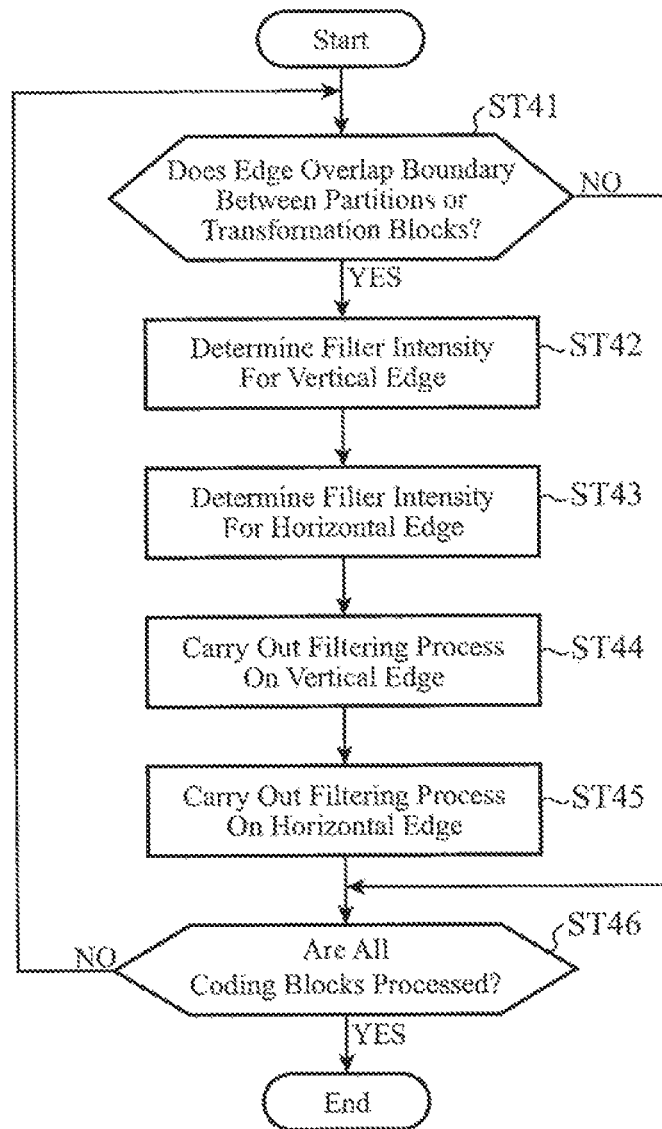 Start
ST41
Does Edge Overlap Boundary
Between Partitions or
Transformation Blocks?
NO
YES
Determine Filter Intensity
For Vertical Edge
ST42
Determine Filter Intensity
For Horizontal Edge
ST43
Carry Out Filtering Process
On Vertical Edge
ST44
Carry Out Filtering Process
On Horizontal Edge
ST45
ST46
Are All
Coding Blocks Processed?
NO
YES
End